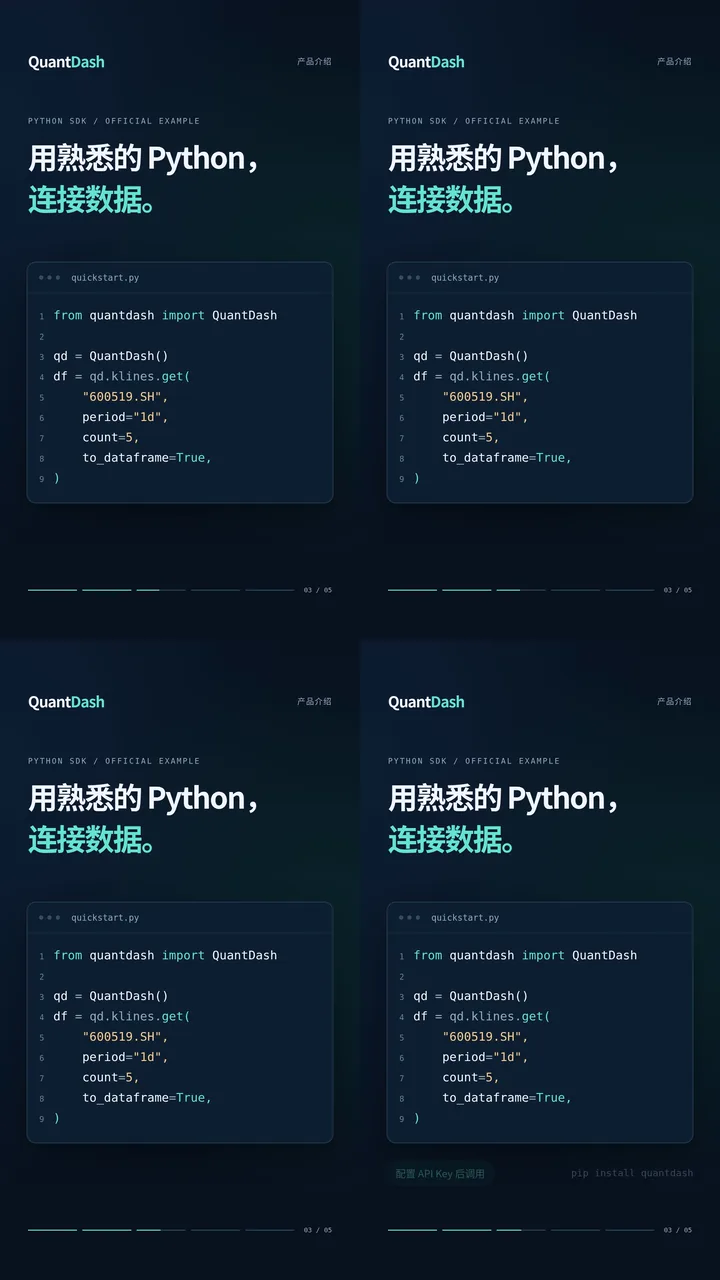 QuantDash
产品介绍
PYTHON SDK / OFFICIAL EXAMPLE
用熟悉的 Python，
连接数据。
quickstart.py
1 from quantdash import QuantDash
2
3 qd = QuantDash()
4 df = qd.klines.get(
5     "600519.SH",
6     period="1d",
7     count=5,
8     to_dataframe=True,
9 )
03 / 05
QuantDash
产品介绍
PYTHON SDK / OFFICIAL EXAMPLE
用熟悉的 Python，
连接数据。
quickstart.py
1 from quantdash import QuantDash
2
3 qd = QuantDash()
4 df = qd.klines.get(
5     "600519.SH",
6     period="1d",
7     count=5,
8     to_dataframe=True,
9 )
03 / 05
QuantDash
产品介绍
PYTHON SDK / OFFICIAL EXAMPLE
用熟悉的 Python，
连接数据。
quickstart.py
1 from quantdash import QuantDash
2
3 qd = QuantDash()
4 df = qd.klines.get(
5     "600519.SH",
6     period="1d",
7     count=5,
8     to_dataframe=True,
9 )
03 / 05
QuantDash
产品介绍
PYTHON SDK / OFFICIAL EXAMPLE
用熟悉的 Python，
连接数据。
quickstart.py
1 from quantdash import QuantDash
2
3 qd = QuantDash()
4 df = qd.klines.get(
5     "600519.SH",
6     period="1d",
7     count=5,
8     to_dataframe=True,
9 )
配置 API Key 后调用
pip install quantdash
03 / 05